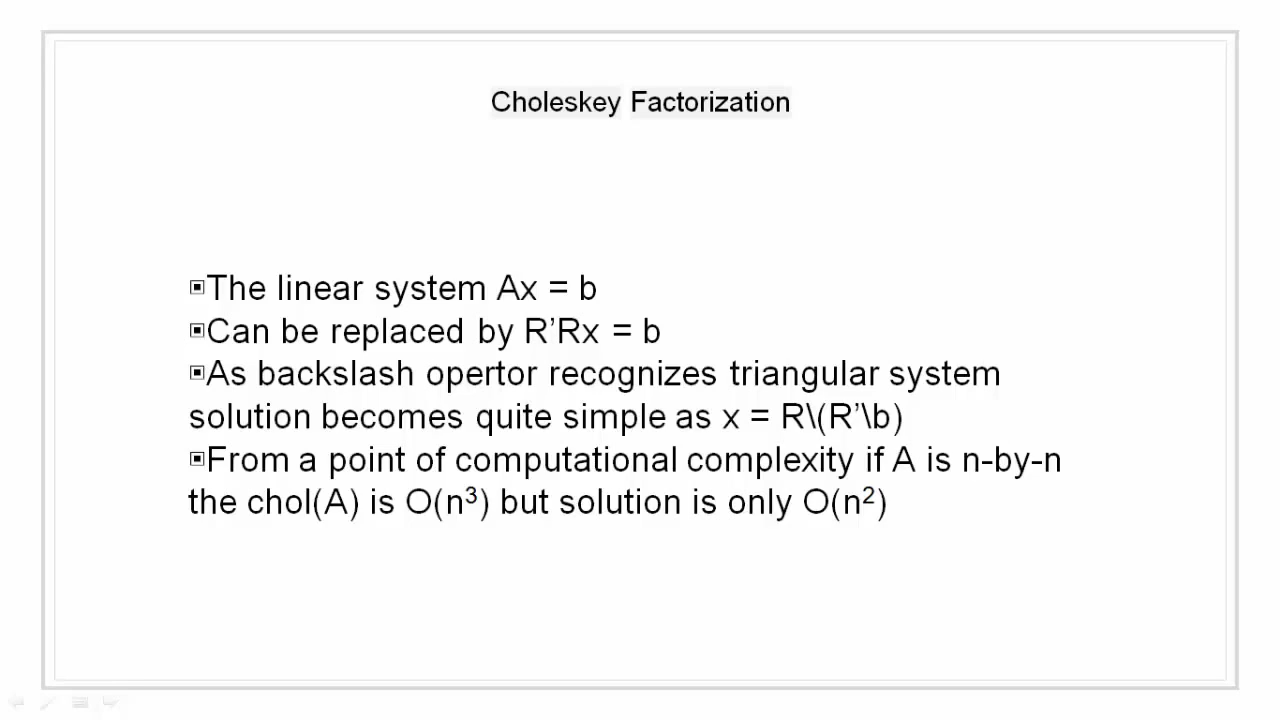 Choleskey Factorization
▣The linear system Ax = b
▣Can be replaced by R’Rx = b
▣As backslash opertor recognizes triangular system
solution becomes quite simple as x = R\(R’\b)
▣From a point of computational complexity if A is n-by-n
the chol(A) is O(n³) but solution is only O(n²)